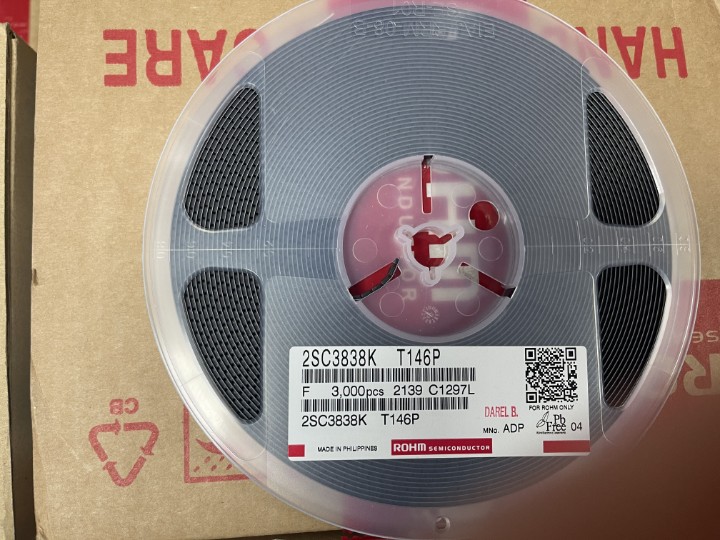 HAN
ARE
2SC3838K T146P
F 3,000pcs 2139 C1297L
2SC3838K T146P
DAREL B.
MNo. ADP
FOR ROHM ONLY
Pb
Free 04
MADE IN PHILIPPINES
ROHM SEMICONDUCTOR
CB